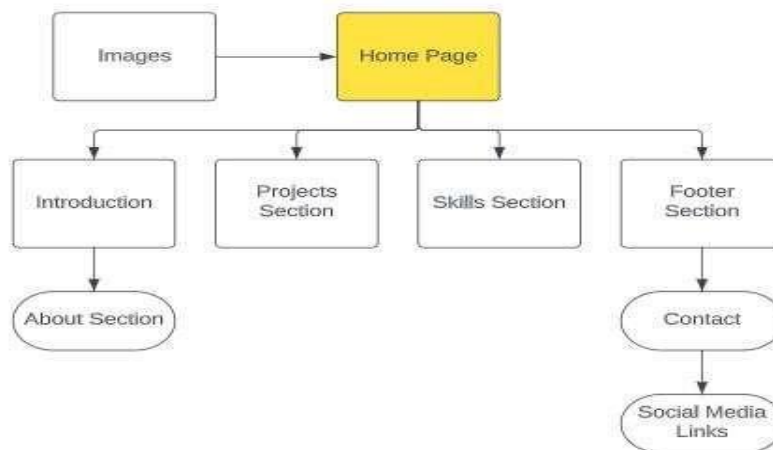 Images
Home Page
Introduction
Projects
Section
Skills Section
Footer
Section
About Section
Contact
Social Media
Links